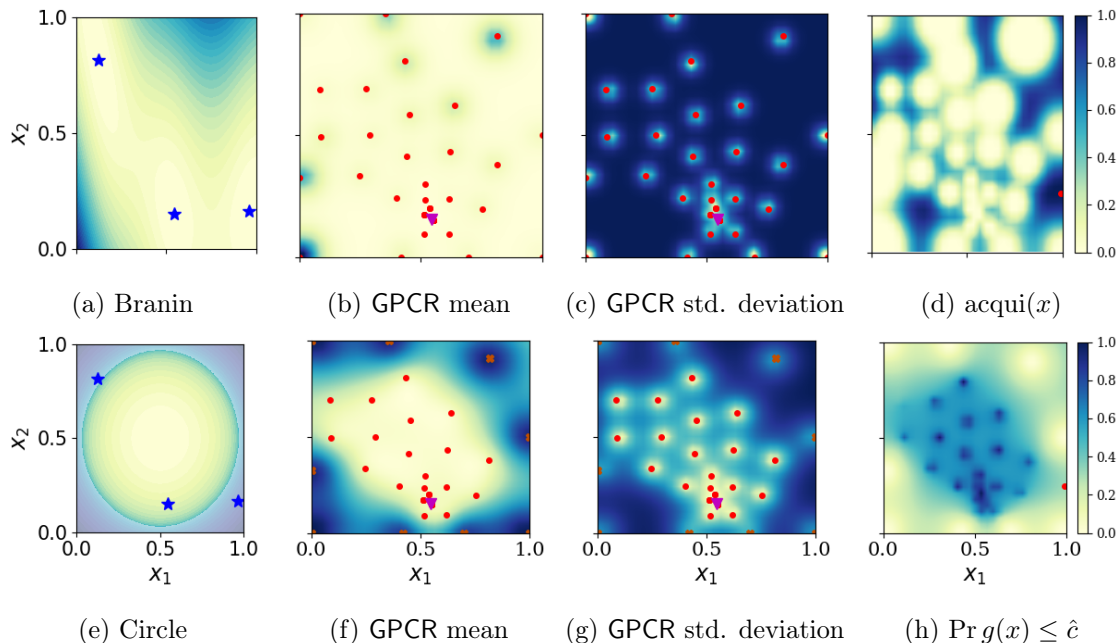 1.0
0.5
0.0
x₂
1.0
0.8
0.6
0.4
0.2
0.0
(a) Branin
(b) GPCR mean
(c) GPCR std. deviation
(d) acqui(x)
1.0
0.5
0.0
x₂
0.0
0.5
1.0
x₁
0.0
0.5
1.0
x₁
0.0
0.5
1.0
x₁
0.0
0.5
1.0
x₁
1.0
0.8
0.6
0.4
0.2
0.0
(e) Circle
(f) GPCR mean
(g) GPCR std. deviation
(h) Pr g(x) ≤ ĉ